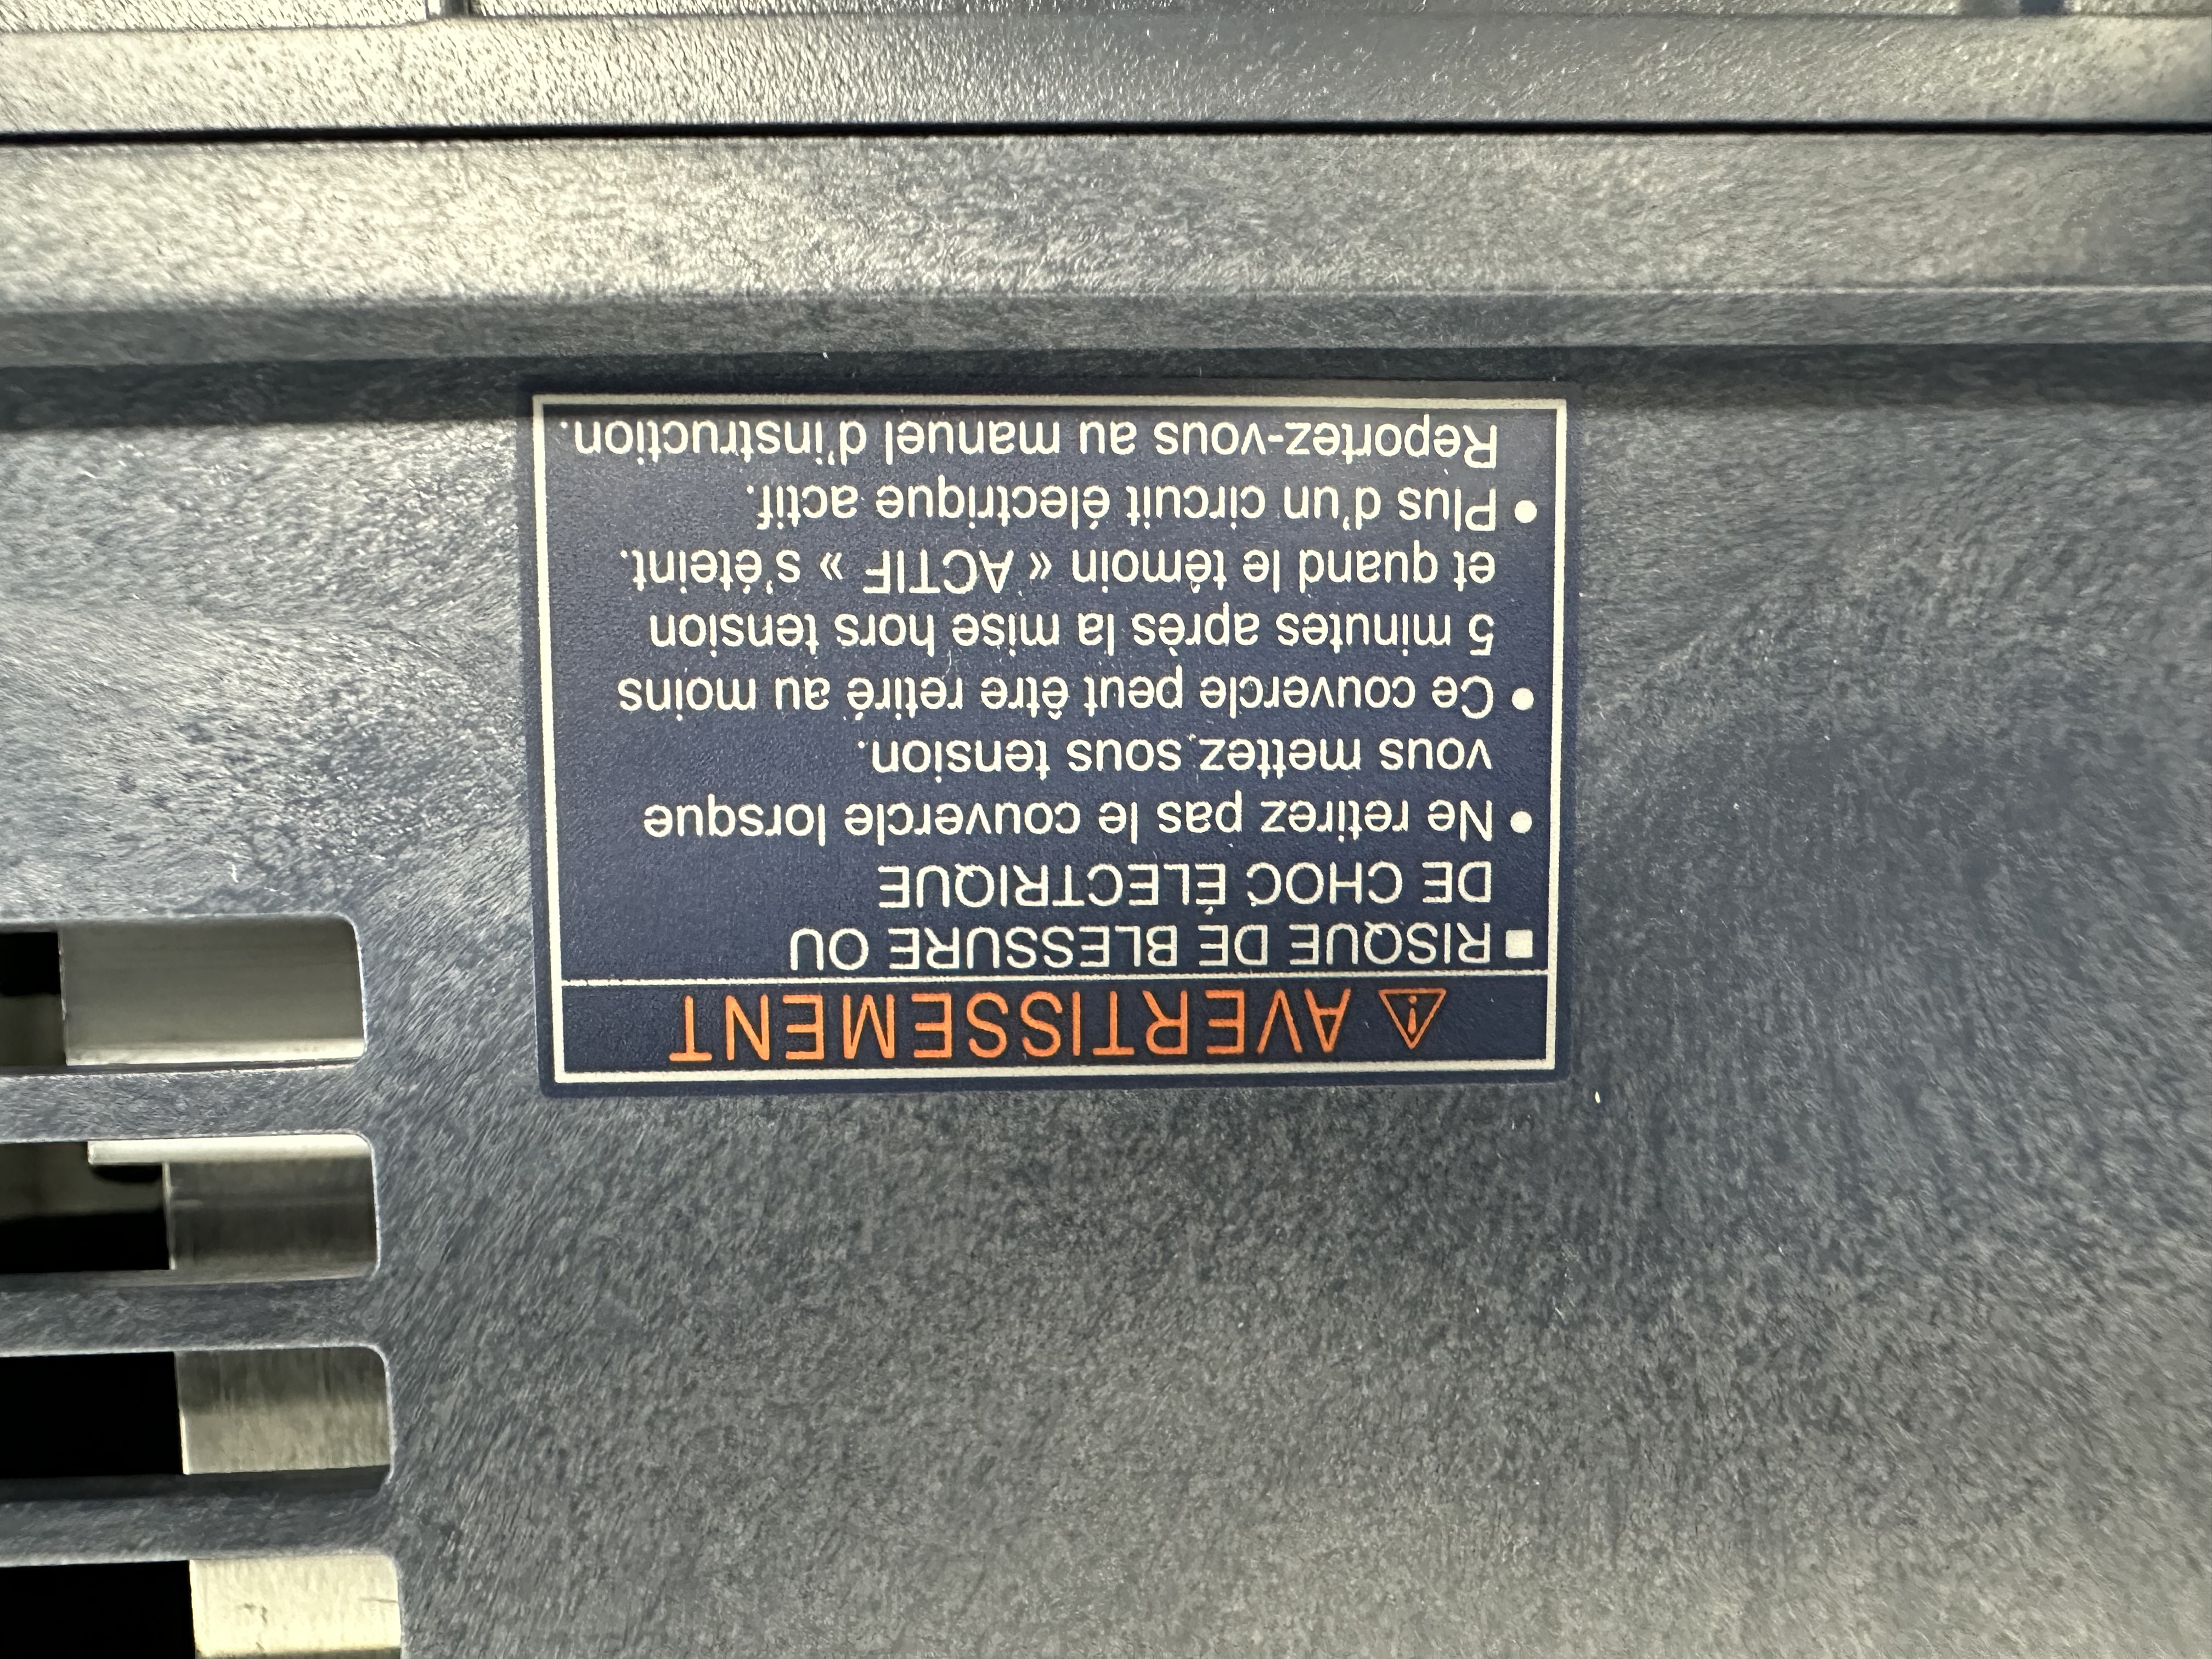 ⚠ AVERTISSEMENT
■ RISQUE DE BLESSURE OU
DE CHOC ÉLECTRIQUE
• Ne retirez pas le couvercle lorsque
vous mettez sous tension.
• Ce couvercle peut être retiré au moins
5 minutes après la mise hors tension
et quand le témoin « ACTIF » s'éteint.
• Plus d'un circuit électrique actif.
Reportez-vous au manuel d'instruction.